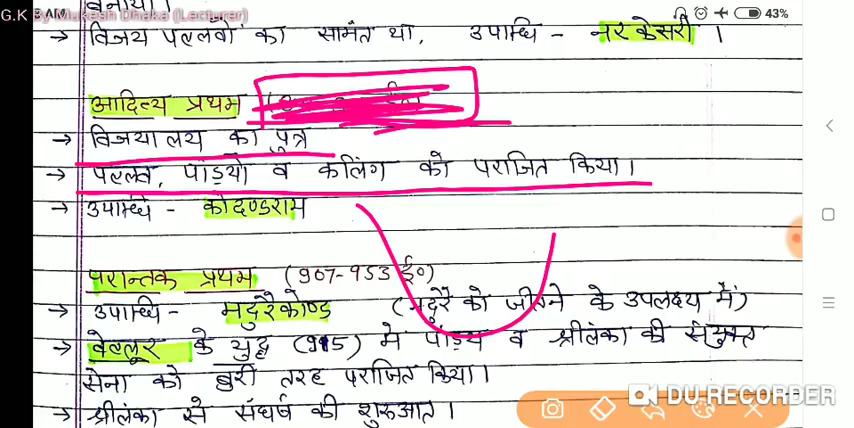 G.K By Mukesh Dhaka (Lecturer)
AM
43%
बनाया।
→ विजय पल्लवों का सामंत था, उपाधि - नरकेसरी।
आदित्य प्रथम
→ विजयालय का पुत्र
→ पल्लव, पांड्यो व कलिंग को पराजित किया।
→ उपाधि - कोदण्डराम
परान्तक प्रथम (907-953 ई०)
→ उपाधि - मदुरैकोण्ड (मदुरै को जीतने के उपलक्ष्य में)
→ वेल्लूर के युद्ध (915) में पांड्य व श्रीलंका की संयुक्त
सेना को बुरी तरह पराजित किया।
→ श्रीलंका से संघर्ष की शुरुआत।
DU RECORDER